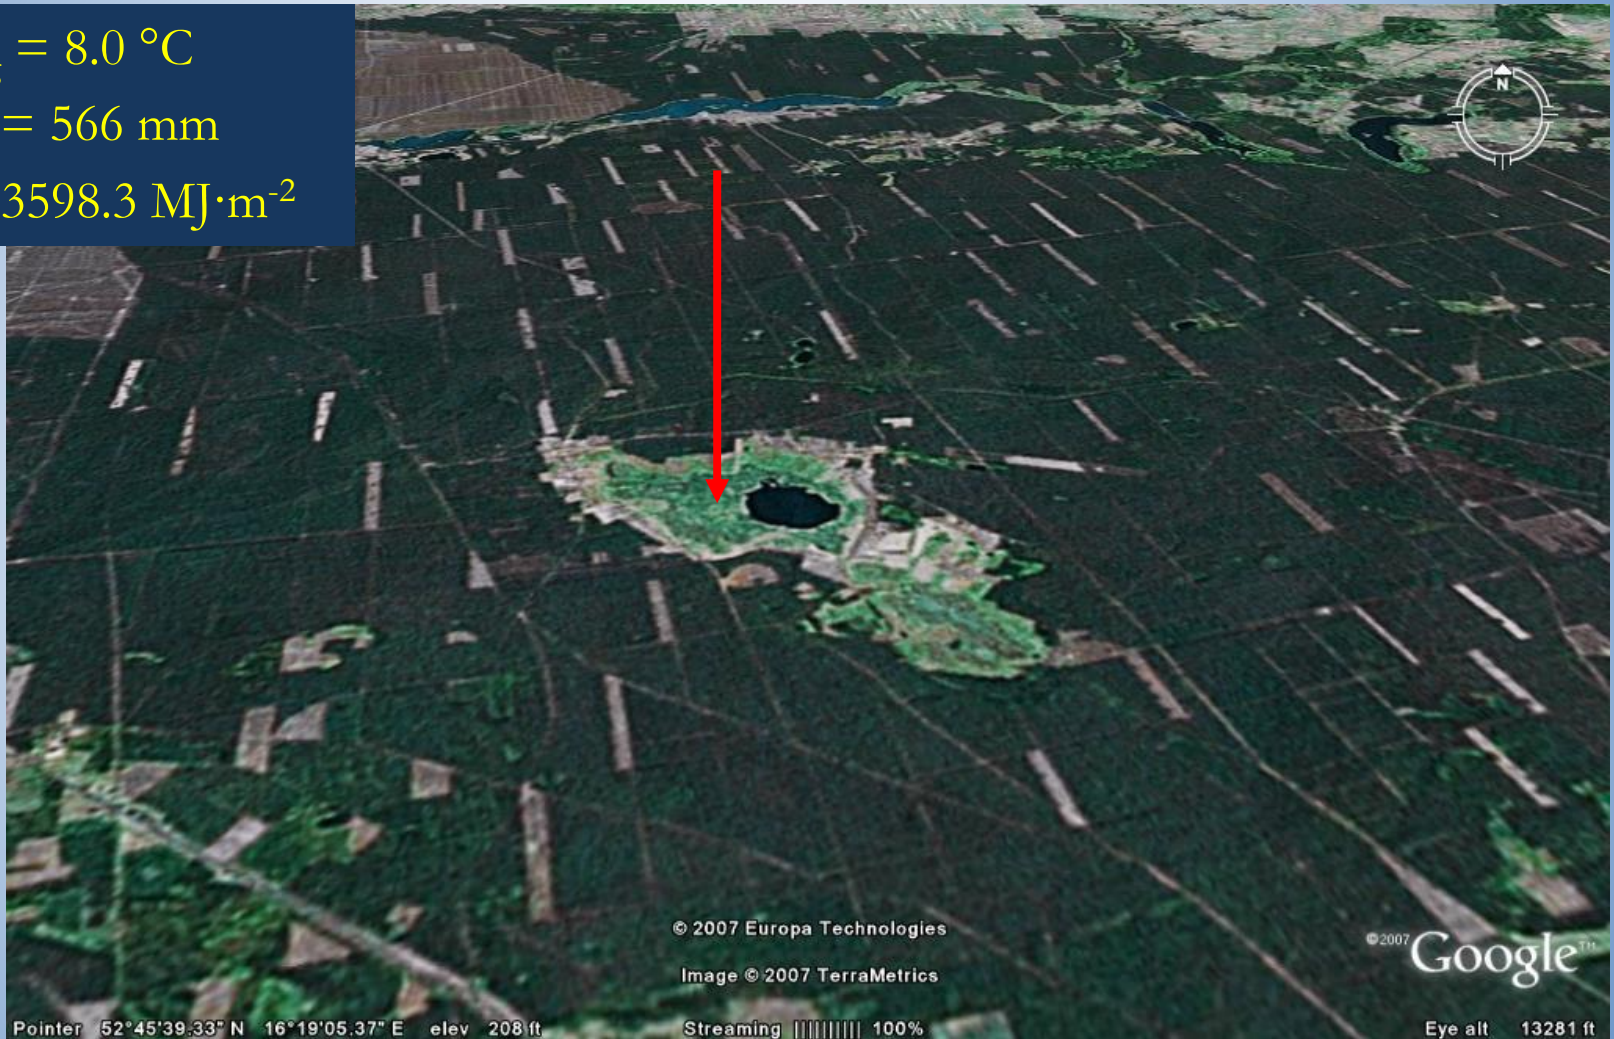 = 8.0 °C
= 566 mm
3598.3 MJ·m-2
N
© 2007 Europa Technologies
Image © 2007 TerraMetrics
©2007 Google™
Pointer 52°45'39.33" N 16°19'05.37" E elev 208 ft
Streaming |||||||||| 100%
Eye alt 13281 ft